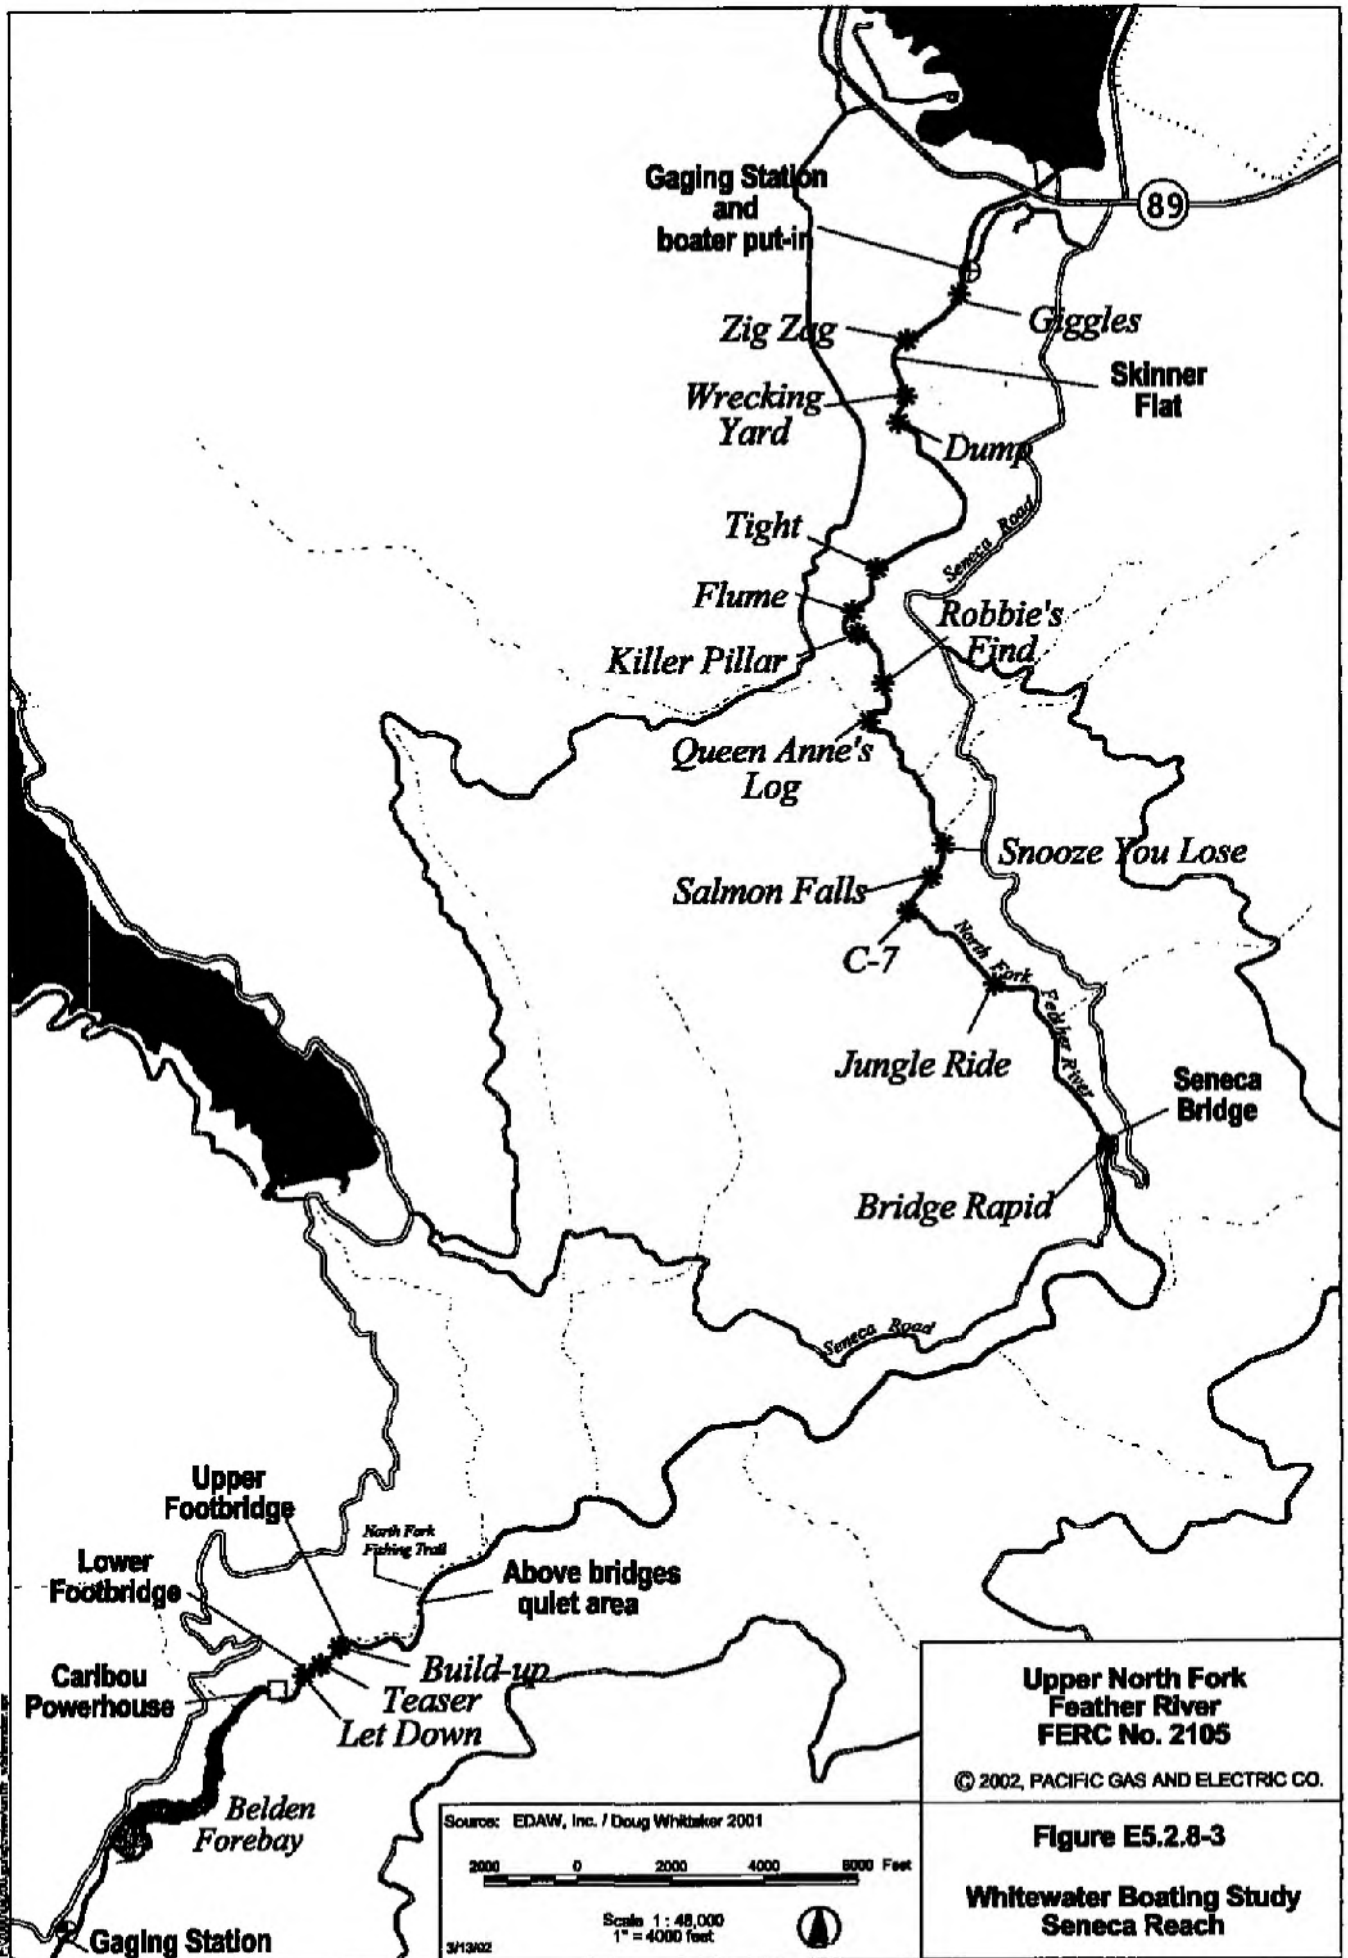 89
Gaging Station
and
boater put-in
Giggles
Zig Zag
Skinner
Flat
Wrecking
Yard
Dump
Seneca Road
Tight
Flume
Robbie's
Find
Killer Pillar
Queen Anne's
Log
Snooze You Lose
Salmon Falls
C-7
North Fork Feather River
Jungle Ride
Seneca
Bridge
Bridge Rapid
Seneca Road
Upper
Footbridge
North Fork
Fishing Trail
Lower
Footbridge
Above bridges
quiet area
Build-up
Caribou
Powerhouse
Teaser
Let Down
Belden
Forebay
Gaging Station
Upper North Fork
Feather River
FERC No. 2105
© 2002, PACIFIC GAS AND ELECTRIC CO.
Source: EDAW, Inc. / Doug Whittaker 2001
2000 0 2000 4000 6000 Feet
Scale 1 : 48,000
1" = 4000 feet
3/13/02
Figure E5.2.8-3
Whitewater Boating Study
Seneca Reach